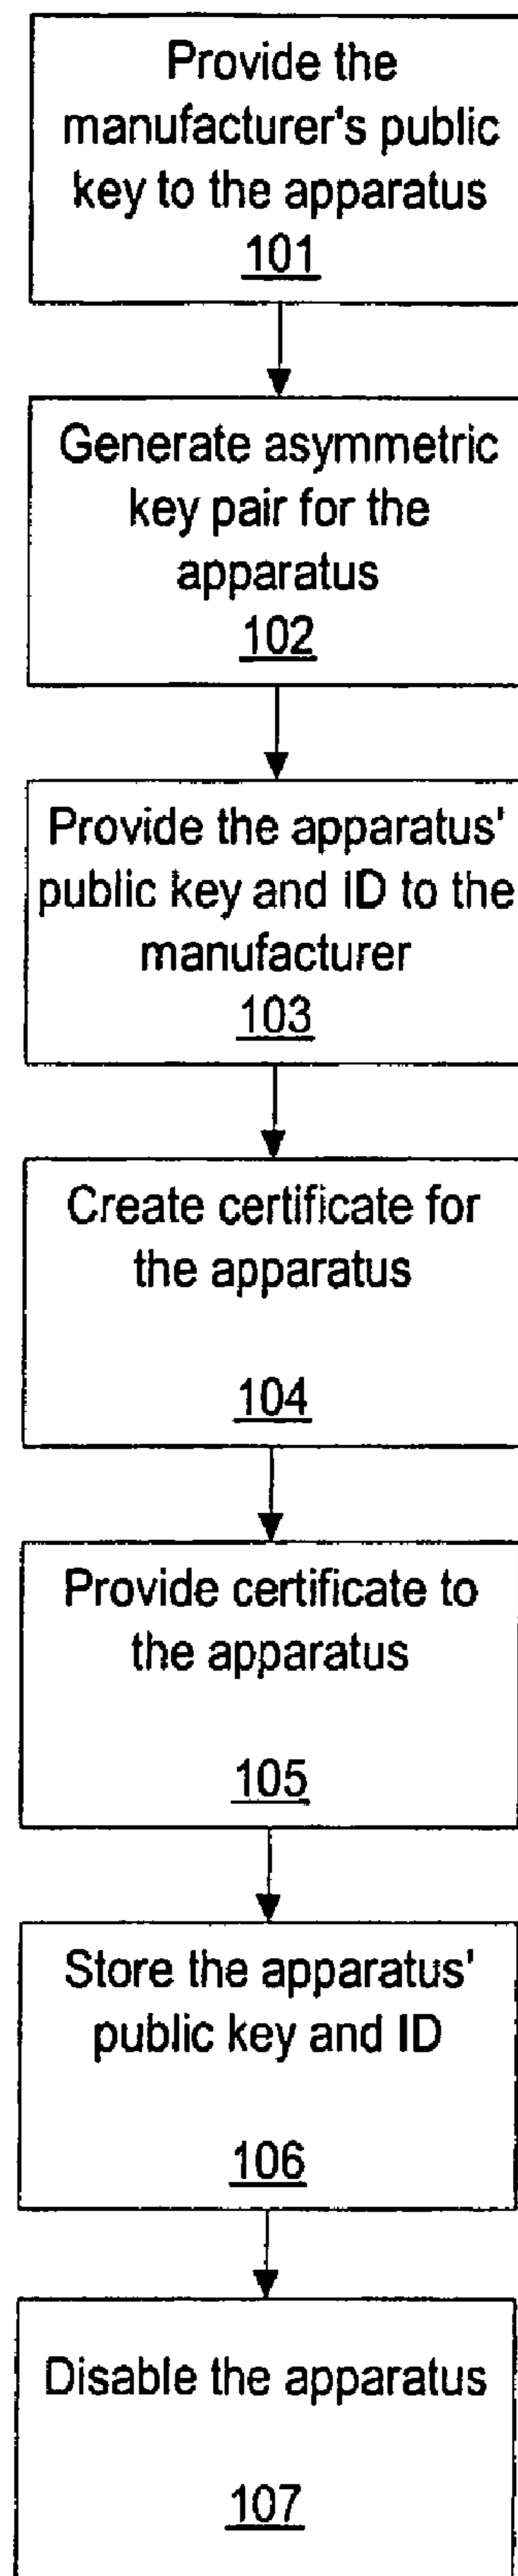 Provide the
manufacturer's public
key to the apparatus
101
Generate asymmetric
key pair for the
apparatus
102
Provide the apparatus'
public key and ID to the
manufacturer
103
Create certificate for
the apparatus
104
Provide certificate to
the apparatus
105
Store the apparatus'
public key and ID
106
Disable the apparatus
107